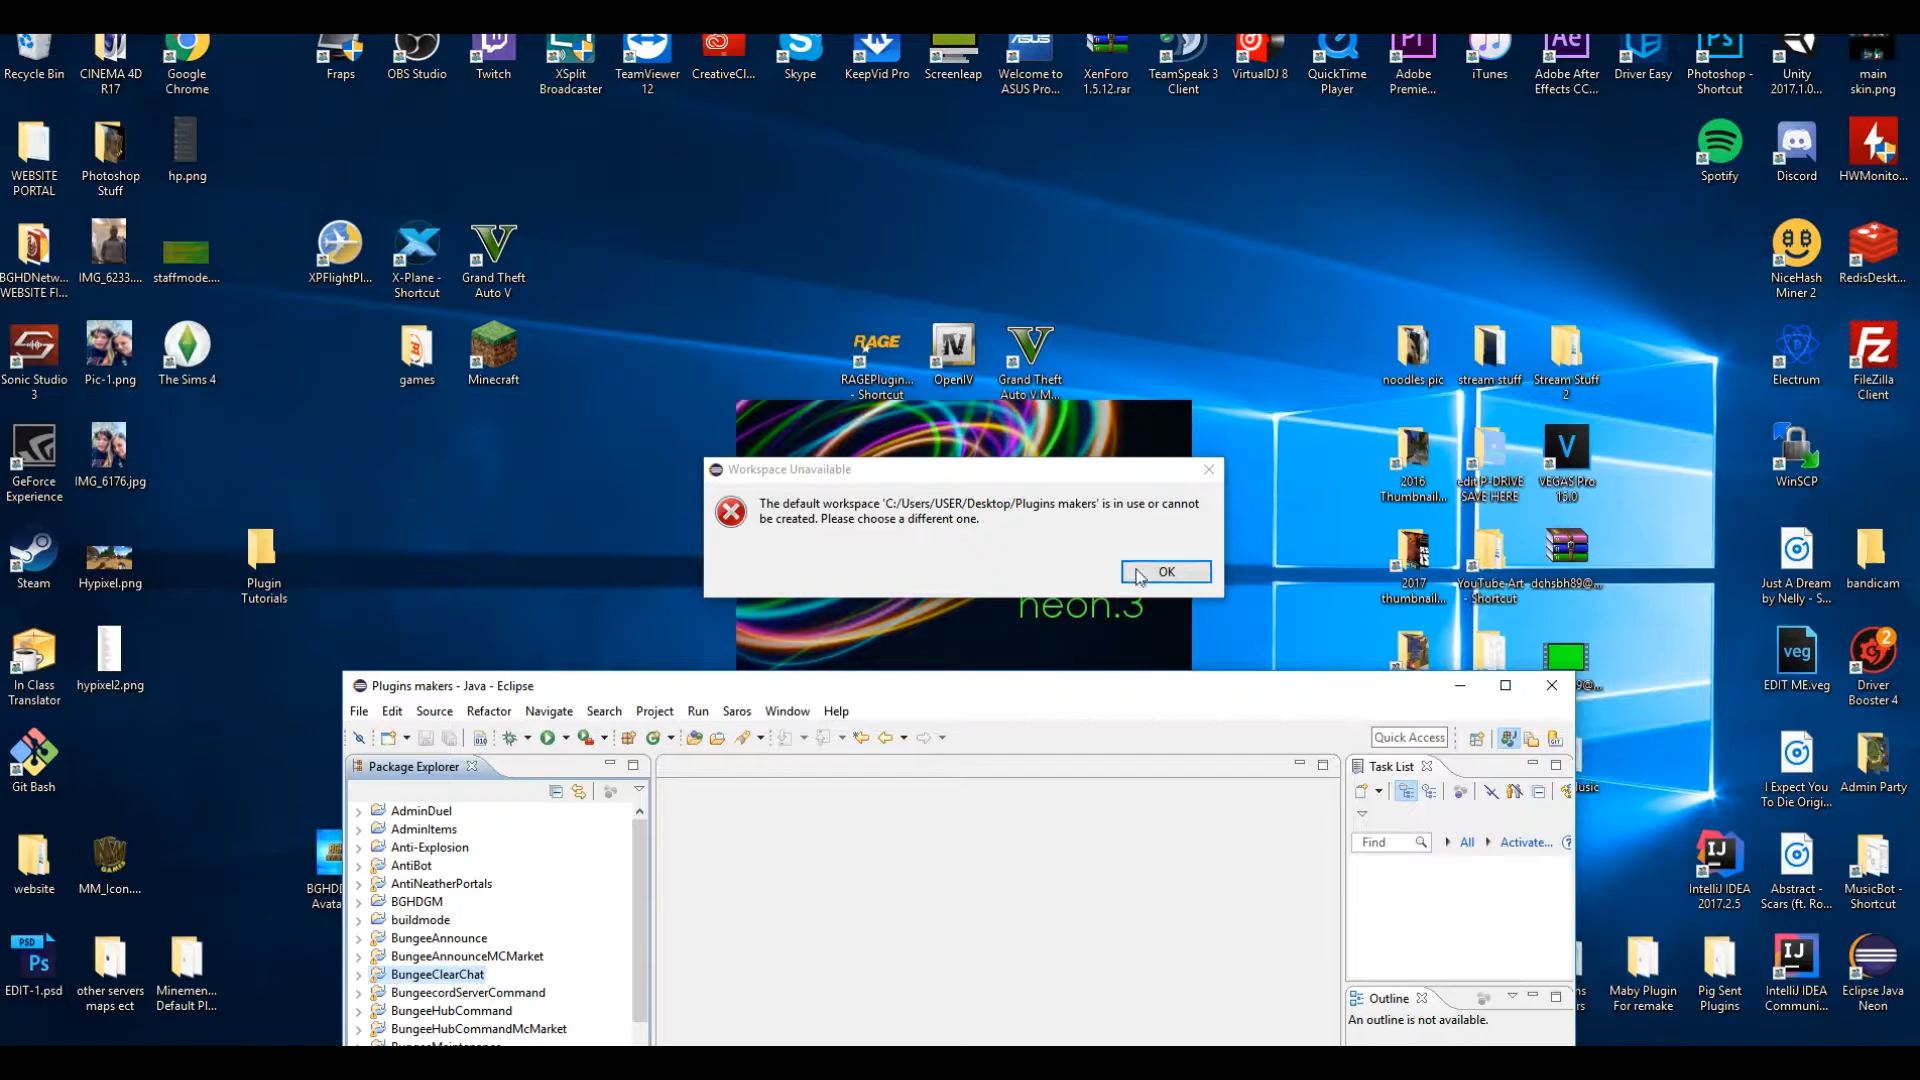 Recycle Bin
CINEMA 4D
R17
Google
Chrome
Fraps
OBS Studio
Twitch
XSplit
Broadcaster
TeamViewer
12
CreativeCl...
Skype
KeepVid Pro
Screenleap
Welcome to
ASUS Pro...
XenForo
1.5.12.rar
TeamSpeak 3
Client
VirtualDJ 8
QuickTime
Player
Adobe
Premie...
iTunes
Adobe After
Effects CC...
Driver Easy
Photoshop -
Shortcut
Unity
2017.1.0...
main
skin.png
WEBSITE
PORTAL
Photoshop
Stuff
hp.png
Spotify
Discord
HWMonito...
BGHDNetw...
WEBSITE FI...
IMG_6233....
staffmode....
XPFlightPl...
X-Plane -
Shortcut
Grand Theft
Auto V
NiceHash
Miner 2
RedisDeskt...
Sonic Studio
3
Pic-1.png
The Sims 4
games
Minecraft
RAGE
RAGEPlugin...
- Shortcut
OpenIV
Grand Theft
Auto V M...
noodles pic
stream stuff
Stream Stuff
2
Electrum
FileZilla
Client
GeForce
Experience
IMG_6176.jpg
2016
Thumbnail...
edit P-DRIVE
SAVE HERE
VEGAS Pro
15.0
WinSCP
Workspace Unavailable
The default workspace 'C:/Users/USER/Desktop/Plugins makers' is in use or cannot
be created. Please choose a different one.
OK
neon.3
Steam
Hypixel.png
Plugin
Tutorials
2017
thumbnail...
YouTube-Art
- Shortcut
dchsbh89@...
Just A Dream
by Nelly - S...
bandicam
In Class
Translator
hypixel2.png
veg
EDIT ME.veg
2
Driver
Booster 4
Plugins makers - Java - Eclipse
File Edit Source Refactor Navigate Search Project Run Saros Window Help
Quick Access
Package Explorer
Task List
Find
All
Activate...
AdminDuel
AdminItems
Anti-Explosion
AntiBot
AntiNeatherPortals
BGHDGM
buildmode
BungeeAnnounce
BungeeAnnounceMCMarket
BungeeClearChat
BungeecordServerCommand
BungeeHubCommand
BungeeHubCommandMcMarket
Outline
An outline is not available.
Git Bash
I Expect You
To Die Origi...
Admin Party
website
MM_Icon....
IJ
IntelliJ IDEA
2017.2.5
Abstract -
Scars (ft. Ro...
MusicBot -
Shortcut
PSD
Ps
EDIT-1.psd
other servers
maps ect
Minemen...
Default Pl...
Maby Plugin
For remake
Pig Sent
Plugins
IJ
IntelliJ IDEA
Communi...
Eclipse Java
Neon